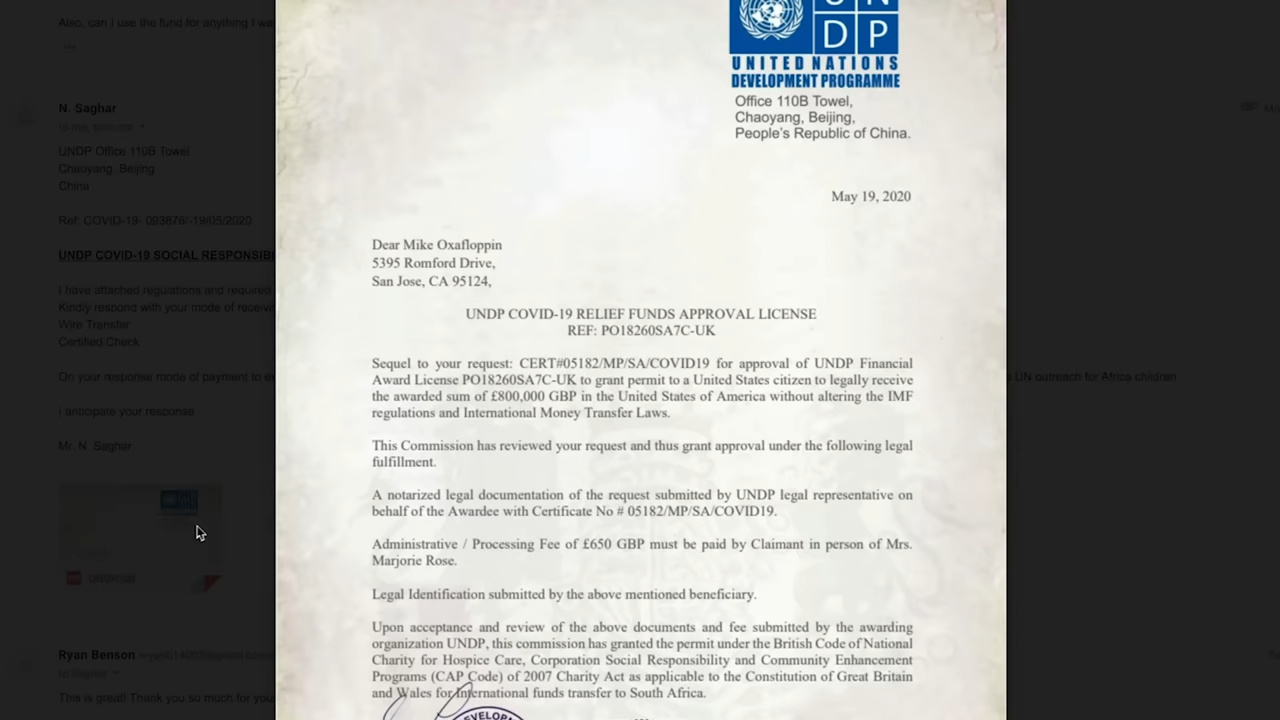 Also, can I use the fund for anything I wa
N. Saghar
to me,
UNDP Office 110B Towel
Chaoyang, Beijing
China
Ref: COVID-19- 093876/-19/05/2020
UNDP COVID-19 SOCIAL RESPONSIBI
I have attached regulations and required
Kindly respond with your mode of receivi
Wire Transfer
Certified Check
On your response mode of payment to e
UN outreach for Africa children
I anticipate your response
Mr. N. Saghar
Ryan Benson
to Saghar
This is great! Thank you so much for you
U N
D P
UNITED NATIONS
DEVELOPMENT PROGRAMME
Office 110B Towel,
Chaoyang, Beijing,
People's Republic of China.
May 19, 2020
Dear Mike Oxafloppin
5395 Romford Drive,
San Jose, CA 95124,
UNDP COVID-19 RELIEF FUNDS APPROVAL LICENSE
REF: PO18260SA7C-UK
Sequel to your request: CERT#05182/MP/SA/COVID19 for approval of UNDP Financial
Award License PO18260SA7C-UK to grant permit to a United States citizen to legally receive
the awarded sum of £800,000 GBP in the United States of America without altering the IMF
regulations and International Money Transfer Laws.
This Commission has reviewed your request and thus grant approval under the following legal
fulfillment.
A notarized legal documentation of the request submitted by UNDP legal representative on
behalf of the Awardee with Certificate No # 05182/MP/SA/COVID19.
Administrative / Processing Fee of £650 GBP must be paid by Claimant in person of Mrs.
Marjorie Rose.
Legal Identification submitted by the above mentioned beneficiary.
Upon acceptance and review of the above documents and fee submitted by the awarding
organization UNDP, this commission has granted the permit under the British Code of National
Charity for Hospice Care, Corporation Social Responsibility and Community Enhancement
Programs (CAP Code) of 2007 Charity Act as applicable to the Constitution of Great Britain
and Wales for International funds transfer to South Africa.